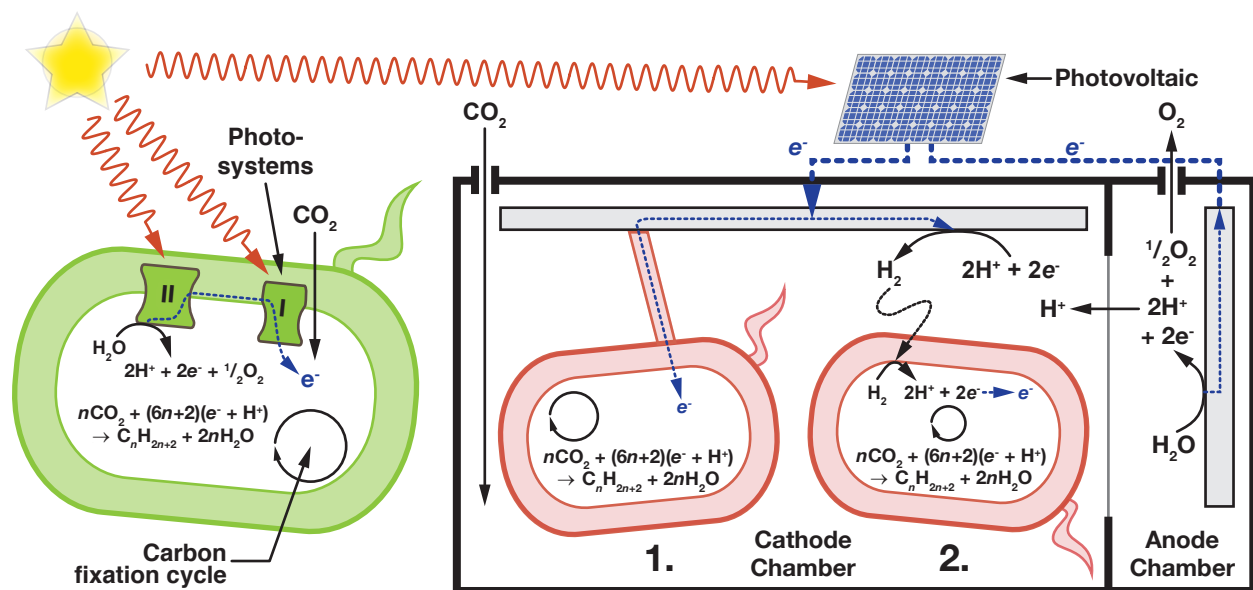 Photovoltaic
CO₂
O₂
Photo-
systems
e⁻
e⁻
CO₂
II
I
H₂O
2H⁺ + 2e⁻ + ¹/₂O₂
e⁻
nCO₂ + (6n+2)(e⁻ + H⁺)
→ CₙH₂ₙ₊₂ + 2nH₂O
Carbon
fixation cycle
H₂
2H⁺ + 2e⁻
e⁻
nCO₂ + (6n+2)(e⁻ + H⁺)
→ CₙH₂ₙ₊₂ + 2nH₂O
1.
H₂
2H⁺ + 2e⁻
e⁻
nCO₂ + (6n+2)(e⁻ + H⁺)
→ CₙH₂ₙ₊₂ + 2nH₂O
2.
Cathode
Chamber
H⁺
¹/₂O₂
+
2H⁺
+ 2e⁻
H₂O
Anode
Chamber